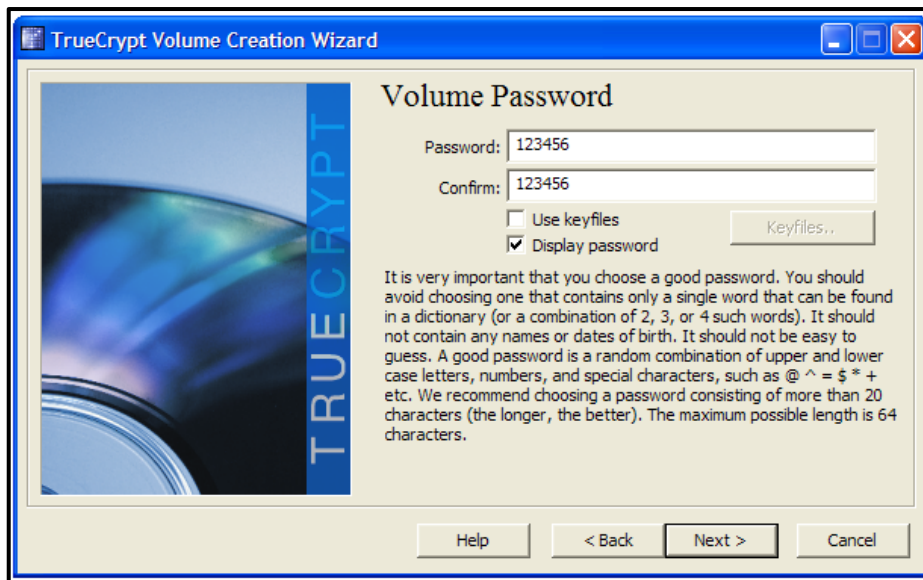 TrueCrypt Volume Creation Wizard
TRUECRYPT
Volume Password
Password: 123456
Confirm: 123456
Use keyfiles
Keyfiles..
Display password
It is very important that you choose a good password. You should
avoid choosing one that contains only a single word that can be found
in a dictionary (or a combination of 2, 3, or 4 such words). It should
not contain any names or dates of birth. It should not be easy to
guess. A good password is a random combination of upper and lower
case letters, numbers, and special characters, such as @ ^ = $ * +
etc. We recommend choosing a password consisting of more than 20
characters (the longer, the better). The maximum possible length is 64
characters.
Help < Back Next > Cancel